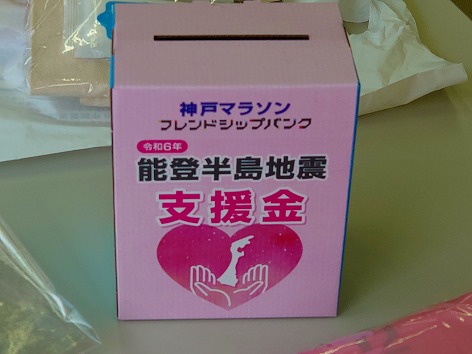 神戸マラソン
フレンドシップバンク
令和6年
能登半島地震
支援金